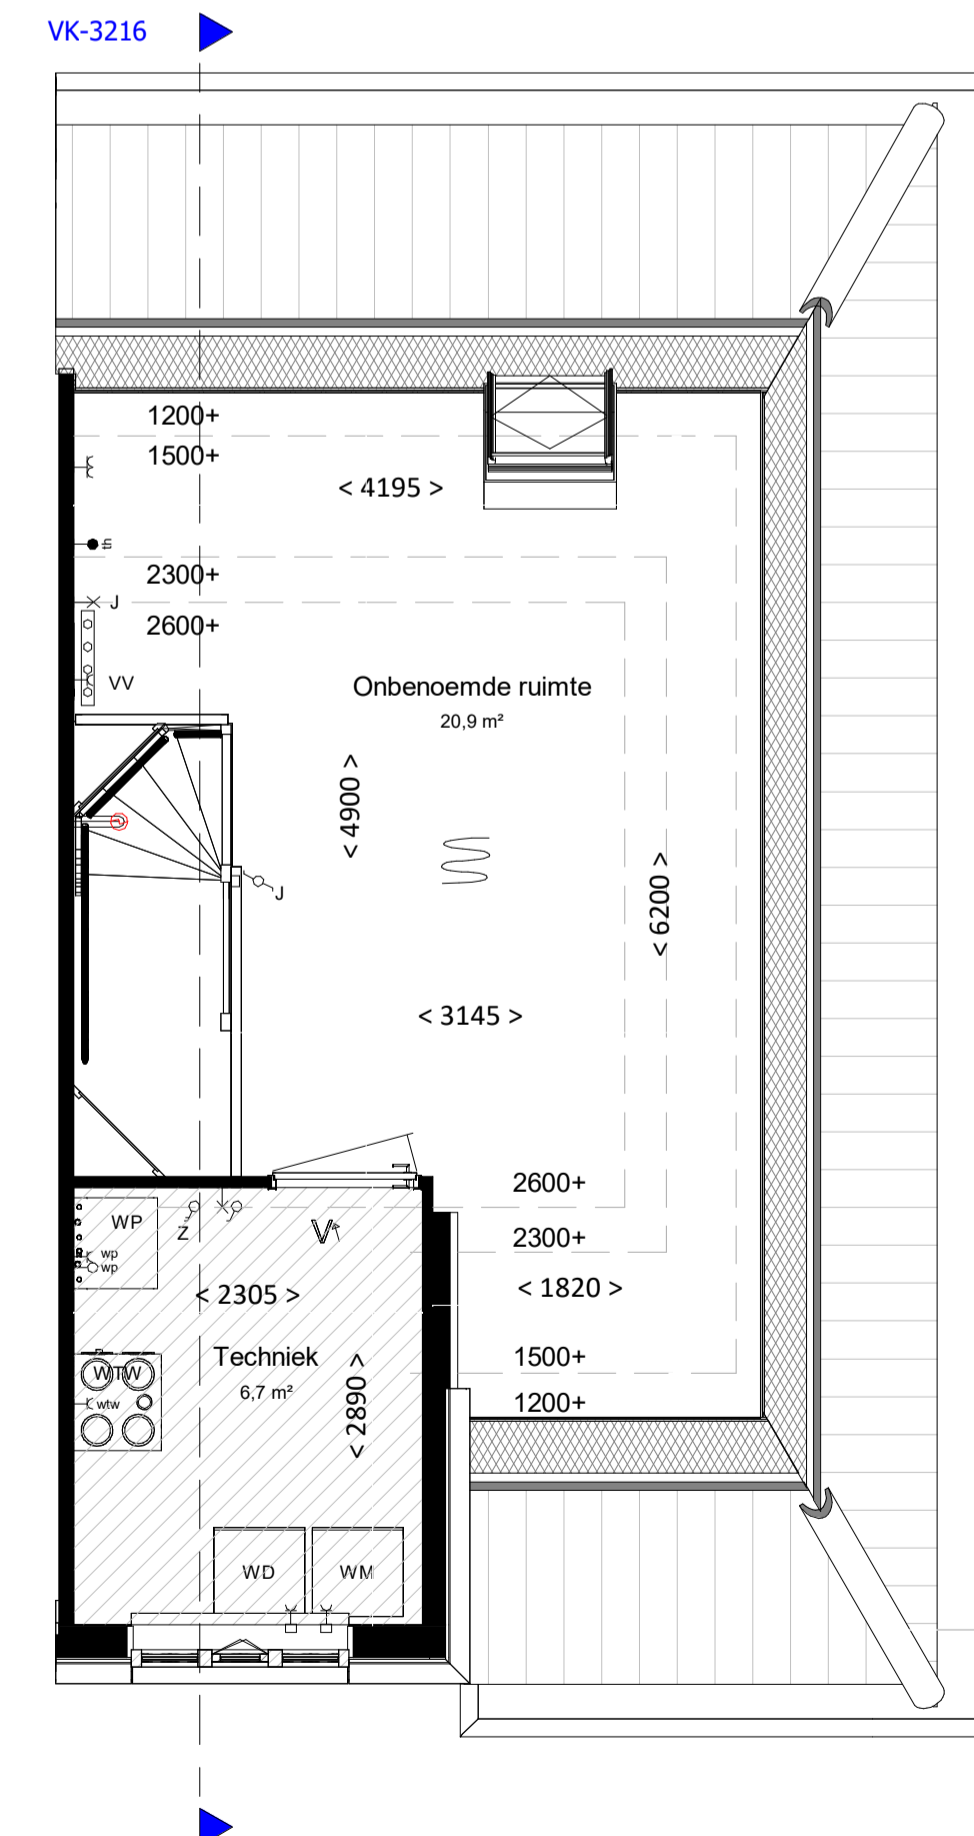 VK-3216
1200+
1500+
< 4195 >
th
2300+
J
2600+
VV
Onbenoemde ruimte
20,9 m²
< 4900 >
< 6200 >
J
< 3145 >
2600+
WP
Z
V
2300+
wp
wp
< 2305 >
< 1820 >
Techniek
1500+
WTW
6,7 m²
< 2890 >
wtw
1200+
WD
WM